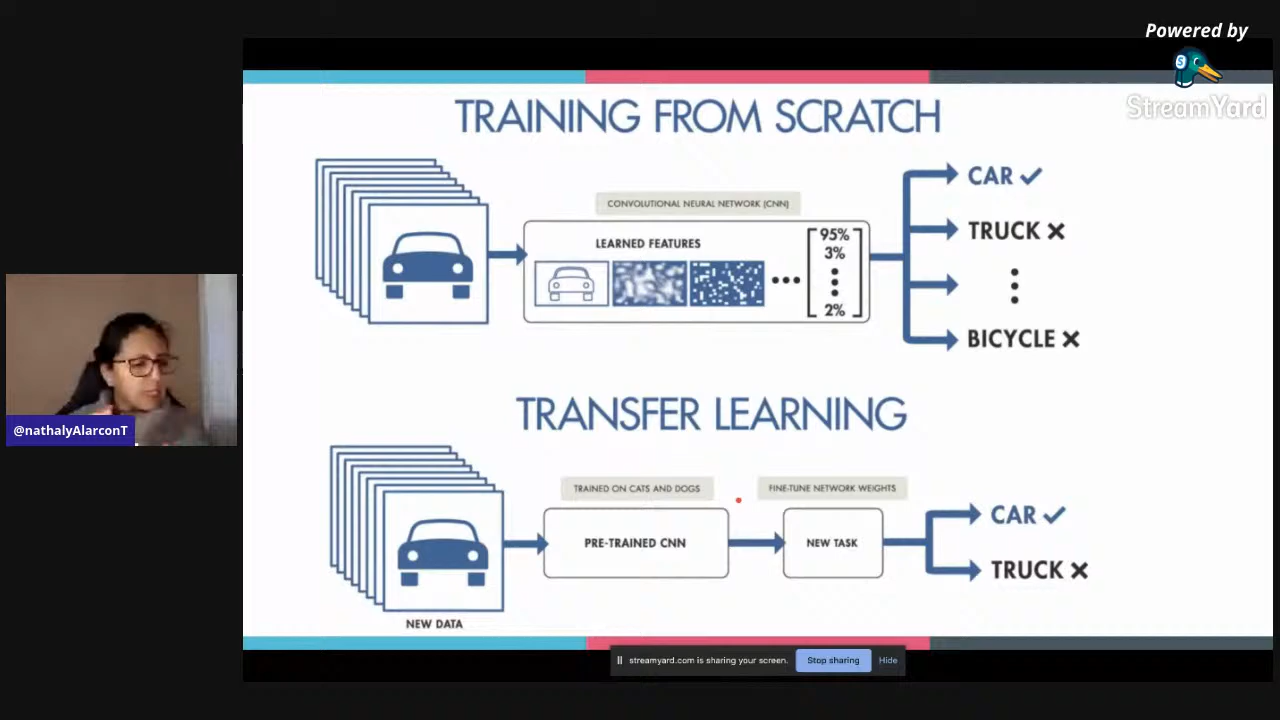 Powered by
StreamYard
TRAINING FROM SCRATCH
CONVOLUTIONAL NEURAL NETWORK (CNN)
LEARNED FEATURES
95%
3%
2%
CAR
TRUCK
BICYCLE
@nathalyAlarconT
TRANSFER LEARNING
TRAINED ON CATS AND DOGS
FINE-TUNE NETWORK WEIGHTS
PRE-TRAINED CNN
NEW TASK
CAR
TRUCK
NEW DATA
streamyard.com is sharing your screen.
Stop sharing
Hide